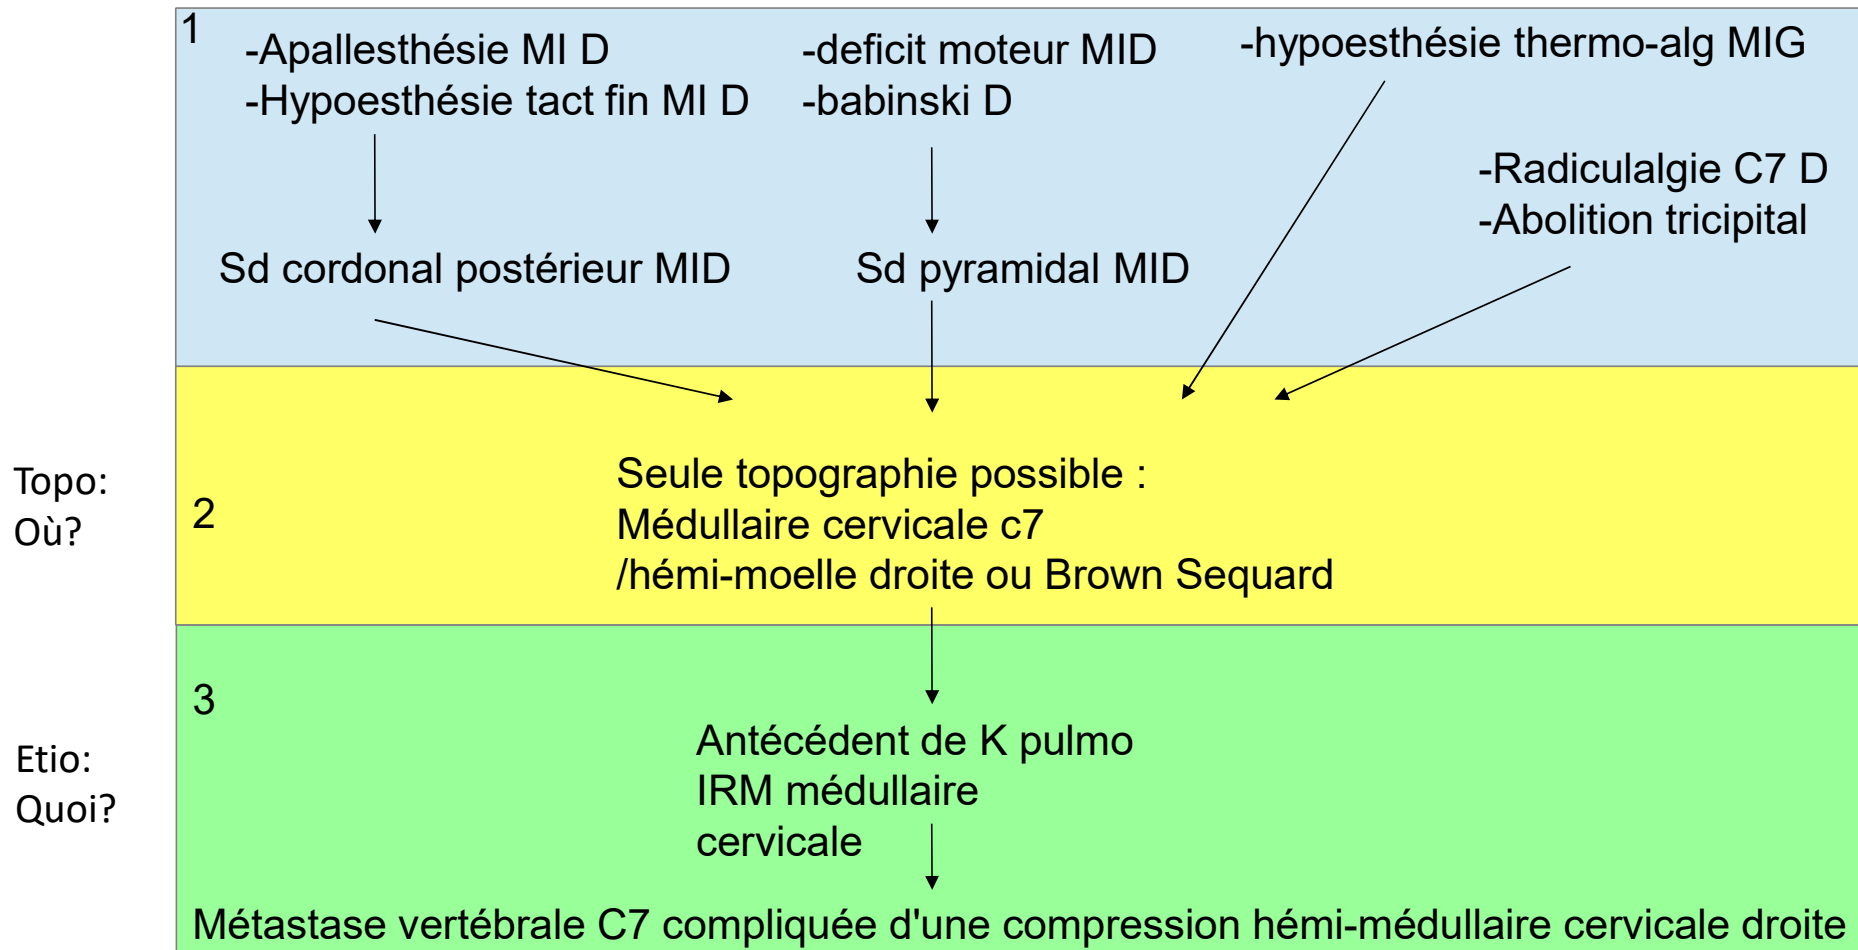 1
-Apallesthésie MI D
-Hypoesthésie tact fin MI D
-deficit moteur MID
-babinski D
-hypoesthésie thermo-alg MIG
-Radiculalgie C7 D
-Abolition tricipital
Sd cordonal postérieur MID
Sd pyramidal MID
Topo:
Où?
2
Seule topographie possible :
Médullaire cervicale c7
/hémi-moelle droite ou Brown Sequard
3
Etio:
Quoi?
Antécédent de K pulmo
IRM médullaire
cervicale
Métastase vertébrale C7 compliquée d'une compression hémi-médullaire cervicale droite